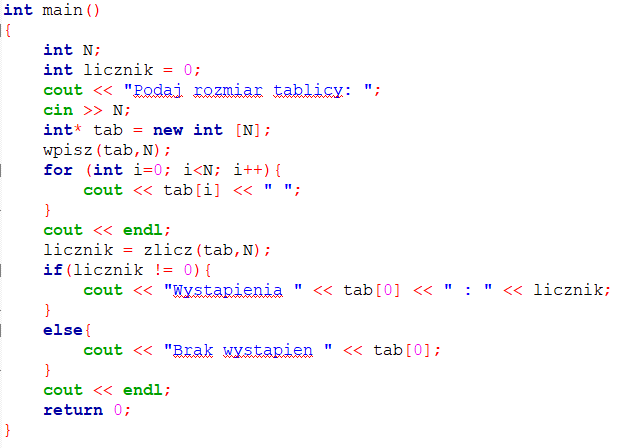 int main()
{
    int N;
    int licznik = 0;
    cout << "Podaj rozmiar tablicy: ";
    cin >> N;
    int* tab = new int [N];
    wpisz(tab,N);
    for (int i=0; i<N; i++){
        cout << tab[i] << " ";
    }
    cout << endl;
    licznik = zlicz(tab,N);
    if(licznik != 0){
        cout << "Wystapienia " << tab[0] << " : " << licznik;
    }
    else{
        cout << "Brak wystapien " << tab[0];
    }
    cout << endl;
    return 0;
}